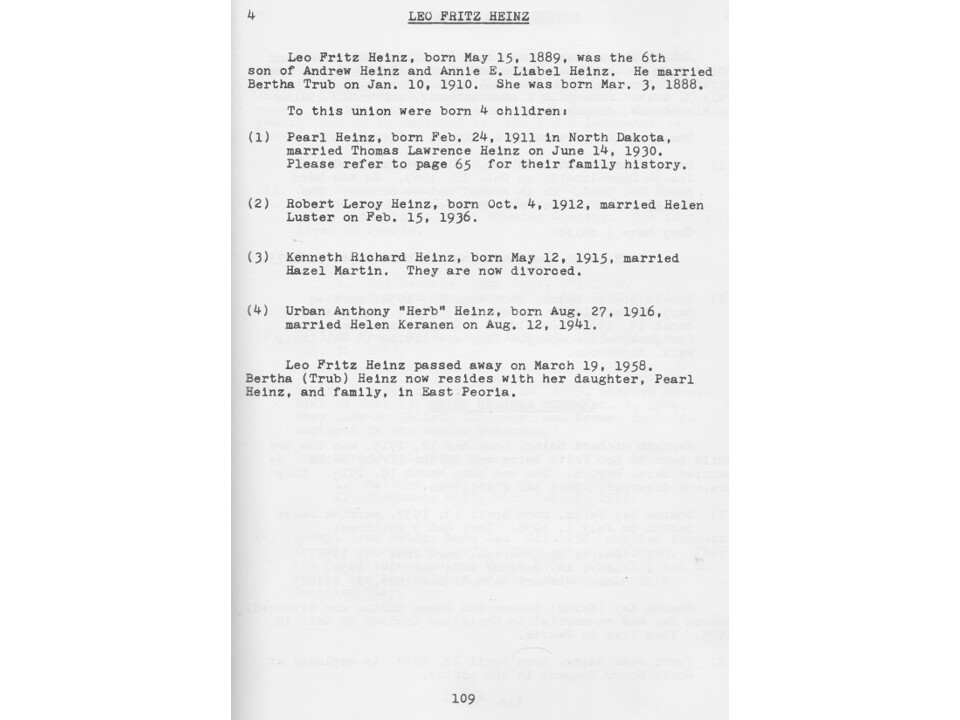 4 LEO FRITZ HEINZ
Leo Fritz Heinz, born May 15, 1889, was the 6th
son of Andrew Heinz and Annie E. Liabel Heinz. He married
Bertha Trub on Jan. 10, 1910. She was born Mar. 3, 1888.
To this union were born 4 children:
(1) Pearl Heinz, born Feb. 24, 1911 in North Dakota,
married Thomas Lawrence Heinz on June 14, 1930.
Please refer to page 65 for their family history.
(2) Robert Leroy Heinz, born Oct. 4, 1912, married Helen
Luster on Feb. 15, 1936.
(3) Kenneth Richard Heinz, born May 12, 1915, married
Hazel Martin. They are now divorced.
(4) Urban Anthony "Herb" Heinz, born Aug. 27, 1916,
married Helen Keranen on Aug. 12, 1941.
Leo Fritz Heinz passed away on March 19, 1958.
Bertha (Trub) Heinz now resides with her daughter, Pearl
Heinz, and family, in East Peoria.
109